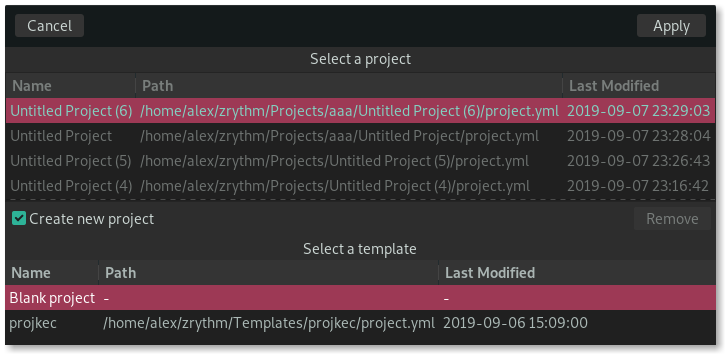 Cancel Apply
Select a project
Name Path Last Modified
Untitled Project (6) /home/alex/zrythm/Projects/aaa/Untitled Project (6)/project.yml 2019-09-07 23:29:03
Untitled Project /home/alex/zrythm/Projects/aaa/Untitled Project/project.yml 2019-09-07 23:28:04
Untitled Project (5) /home/alex/zrythm/Projects/Untitled Project (5)/project.yml 2019-09-07 23:26:43
Untitled Project (4) /home/alex/zrythm/Projects/Untitled Project (4)/project.yml 2019-09-07 23:16:42
Create new project Remove
Select a template
Name Path Last Modified
Blank project - -
projkec /home/alex/zrythm/Templates/projkec/project.yml 2019-09-06 15:09:00